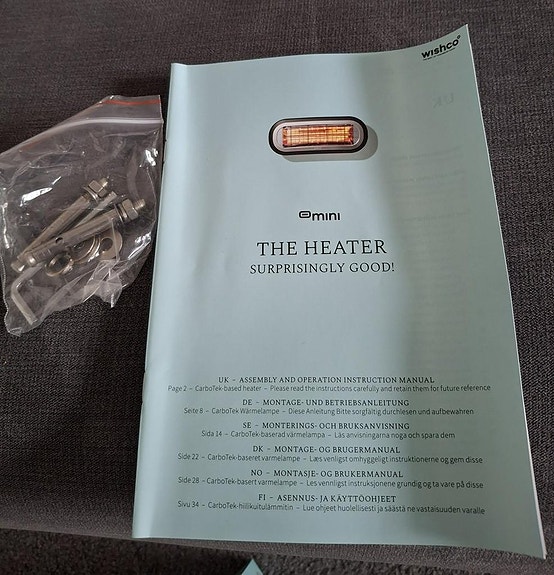 wishco
mini
THE HEATER
SURPRISINGLY GOOD!
UK – ASSEMBLY AND OPERATION INSTRUCTION MANUAL
Page 2 – CarboTek-based heater – Please read the instructions carefully and retain them for future reference
DE – MONTAGE- UND BETRIEBSANLEITUNG
Seite 8 – CarboTek Wärmelampe – Diese Anleitung Bitte sorgfältig durchlesen und aufbewahren
SE – MONTERINGS- OCH BRUKSANVISNING
Sida 14 – CarboTek-baserad värmelampa – Läs anvisningarna noga och spara dem
DK – MONTAGE- OG BRUGERMANUAL
Side 22 – CarboTek-baseret varmelampe – Læs venligst omhyggeligt instruktionerne og gem disse
NO – MONTASJE- OG BRUKERMANUAL
Side 28 – CarboTek-basert varmelampe – Les vennligst instruksjonene grundig og ta vare på disse
FI – ASENNUS- JA KÄYTTÖOHJEET
Sivu 34 – CarboTek-hiilikuitulämmitin – Lue ohjeet huolellisesti ja säästä ne vastaisuuden varalle